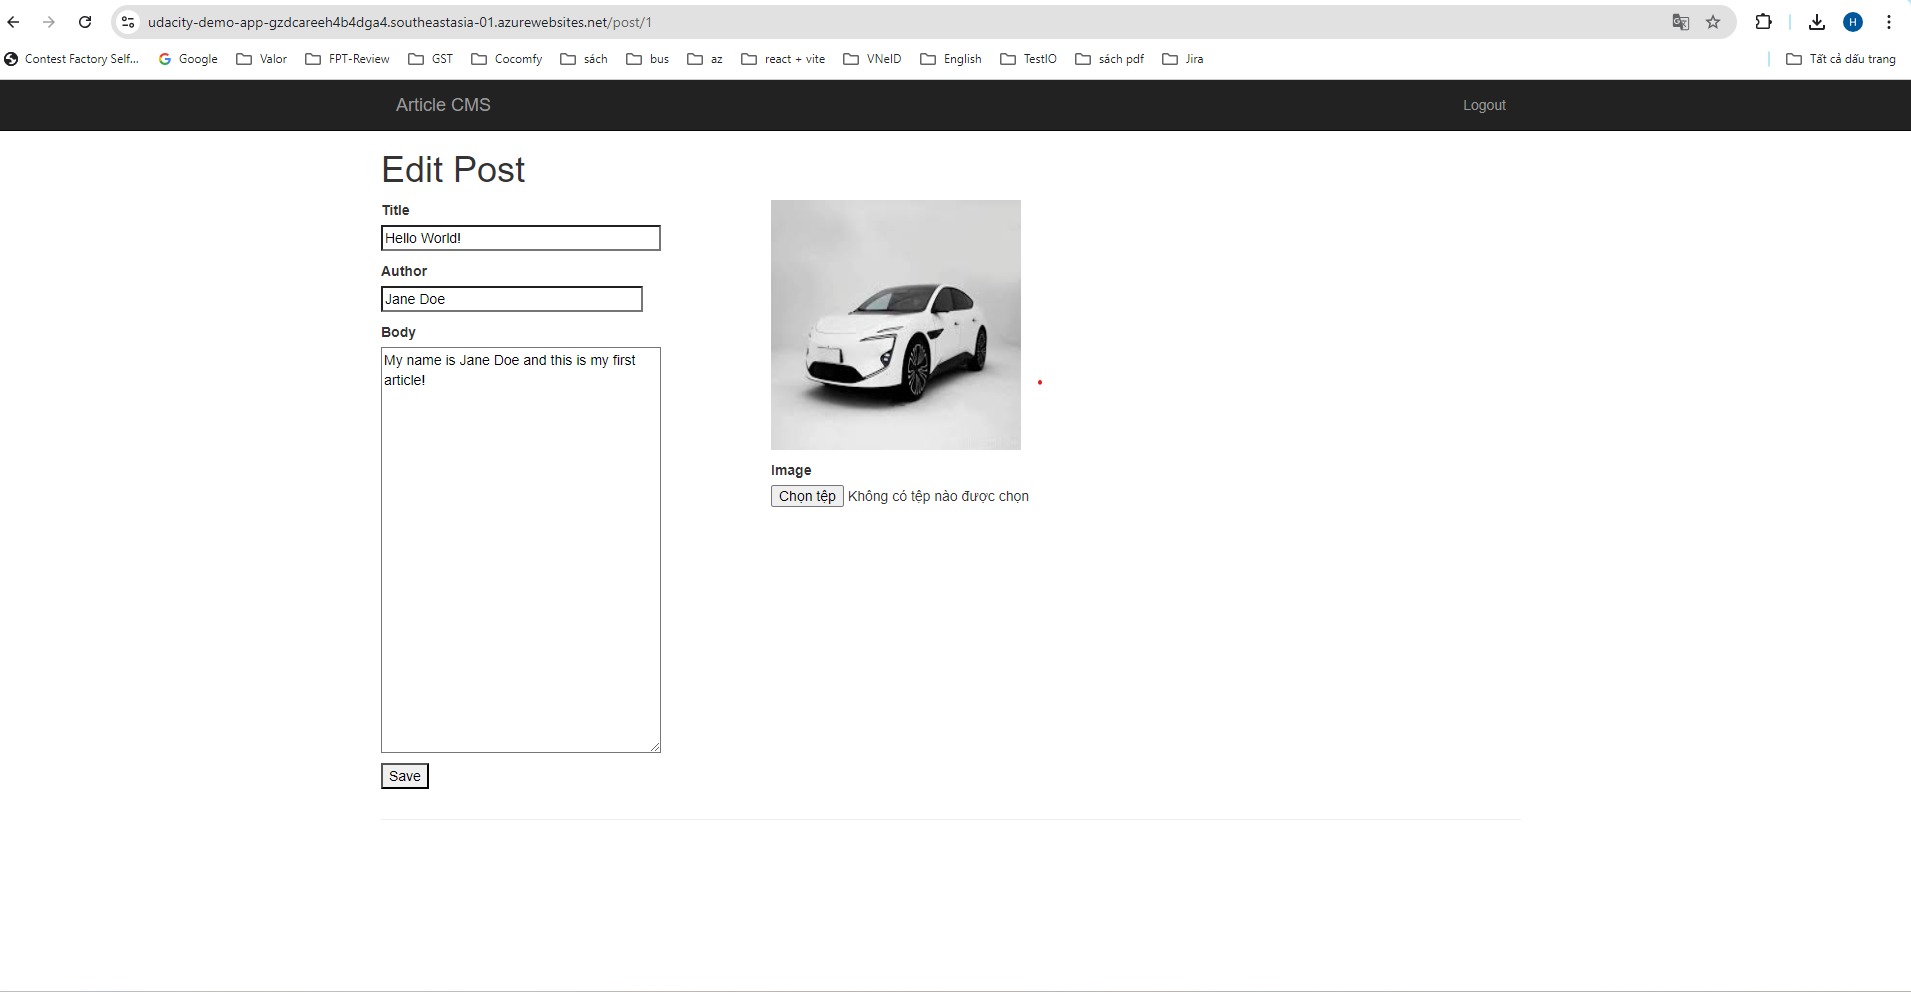 udacity-demo-app-gzdcareeh4b4dga4.southeastasia-01.azurewebsites.net/post/1
H
Contest Factory Self... Google Valor FPT-Review GST Cocomfy sách bus az react + vite VNeID English TestIO sách pdf Jira Tất cả dấu trang
Article CMS Logout
Edit Post
Title
Hello World!
Author
Jane Doe
Body
My name is Jane Doe and this is my first
article!
Image
Chọn tệp Không có tệp nào được chọn
Save